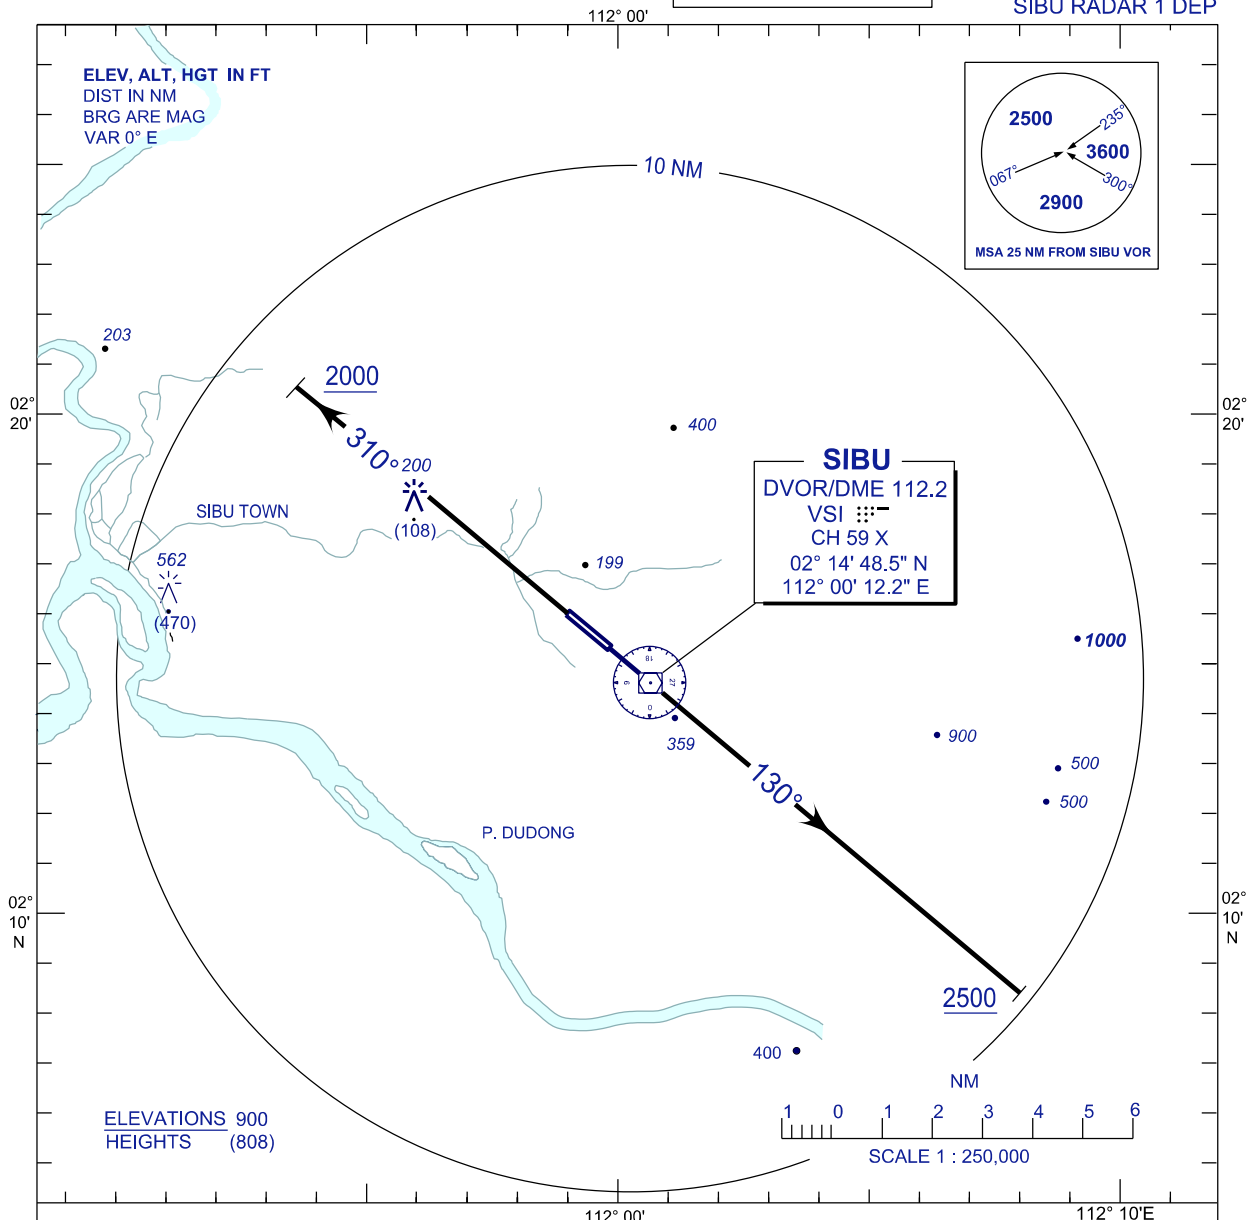 112° 00'
SIBU RADAR 1 DEP
ELEV, ALT, HGT IN FT
DIST IN NM
BRG ARE MAG
VAR 0° E
2500
235°
3600
067°
300°
2900
MSA 25 NM FROM SIBU VOR
10 NM
203
2000
02°
20'
02°
20'
310°
200
(108)
400
SIBU
DVOR/DME 112.2
VSI
CH 59 X
02° 14' 48.5" N
112° 00' 12.2" E
SIBU TOWN
562
(470)
199
1000
18
6
27
0
359
900
500
500
130°
P. DUDONG
02°
10'
N
02°
10'
N
2500
400
NM
1 0 1 2 3 4 5 6
SCALE 1 : 250,000
ELEVATIONS 900
HEIGHTS (808)
112° 00'
112° 10'E